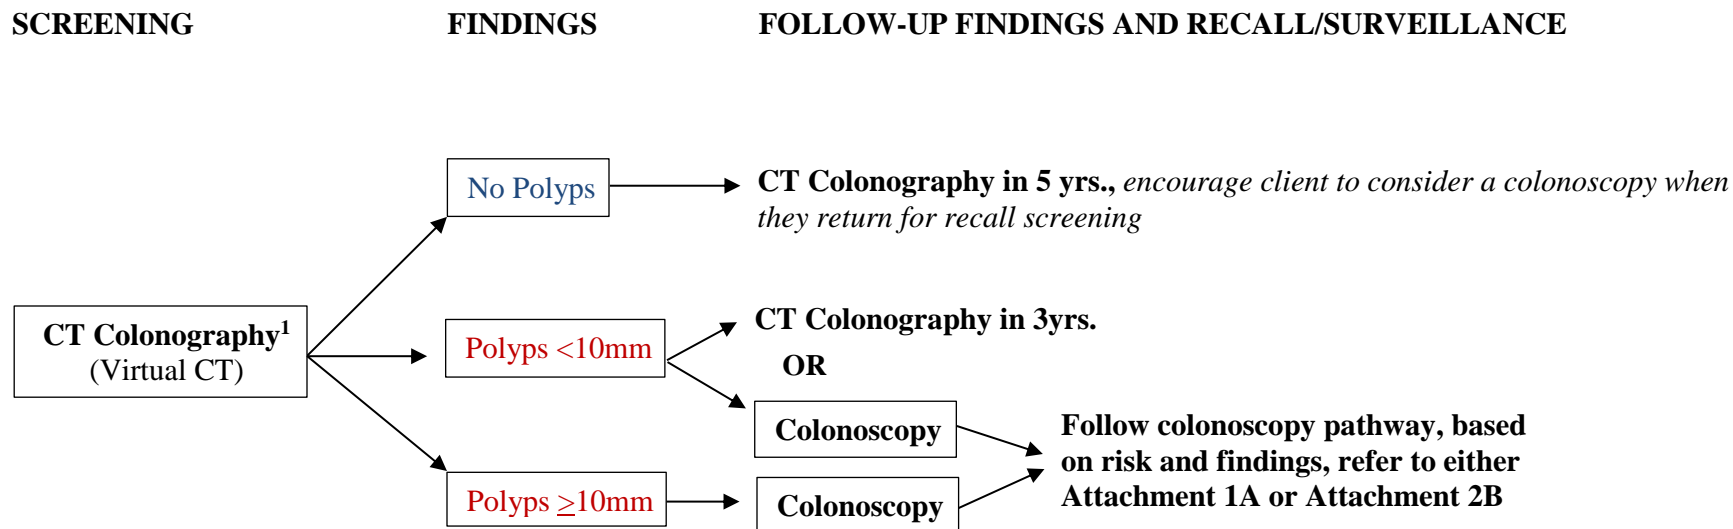 SCREENING
FINDINGS
FOLLOW-UP FINDINGS AND RECALL/SURVEILLANCE
No Polyps
CT Colonography in 5 yrs., encourage client to consider a colonoscopy when
they return for recall screening
CT Colonography¹
(Virtual CT)
Polyps <10mm
CT Colonography in 3yrs.
OR
Colonoscopy
Polyps ≥10mm
Colonoscopy
Follow colonoscopy pathway, based
on risk and findings, refer to either
Attachment 1A or Attachment 2B